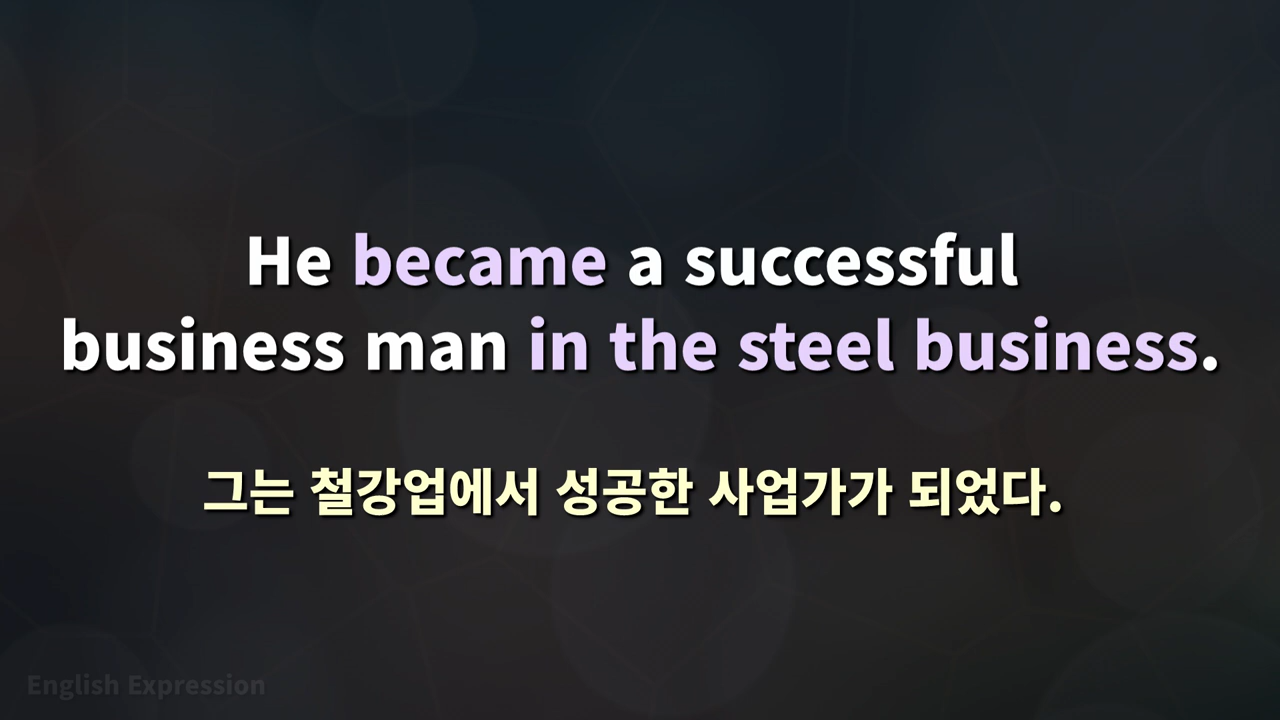 He became a successful
business man in the steel business.
그는 철강업에서 성공한 사업가가 되었다.
English Expression